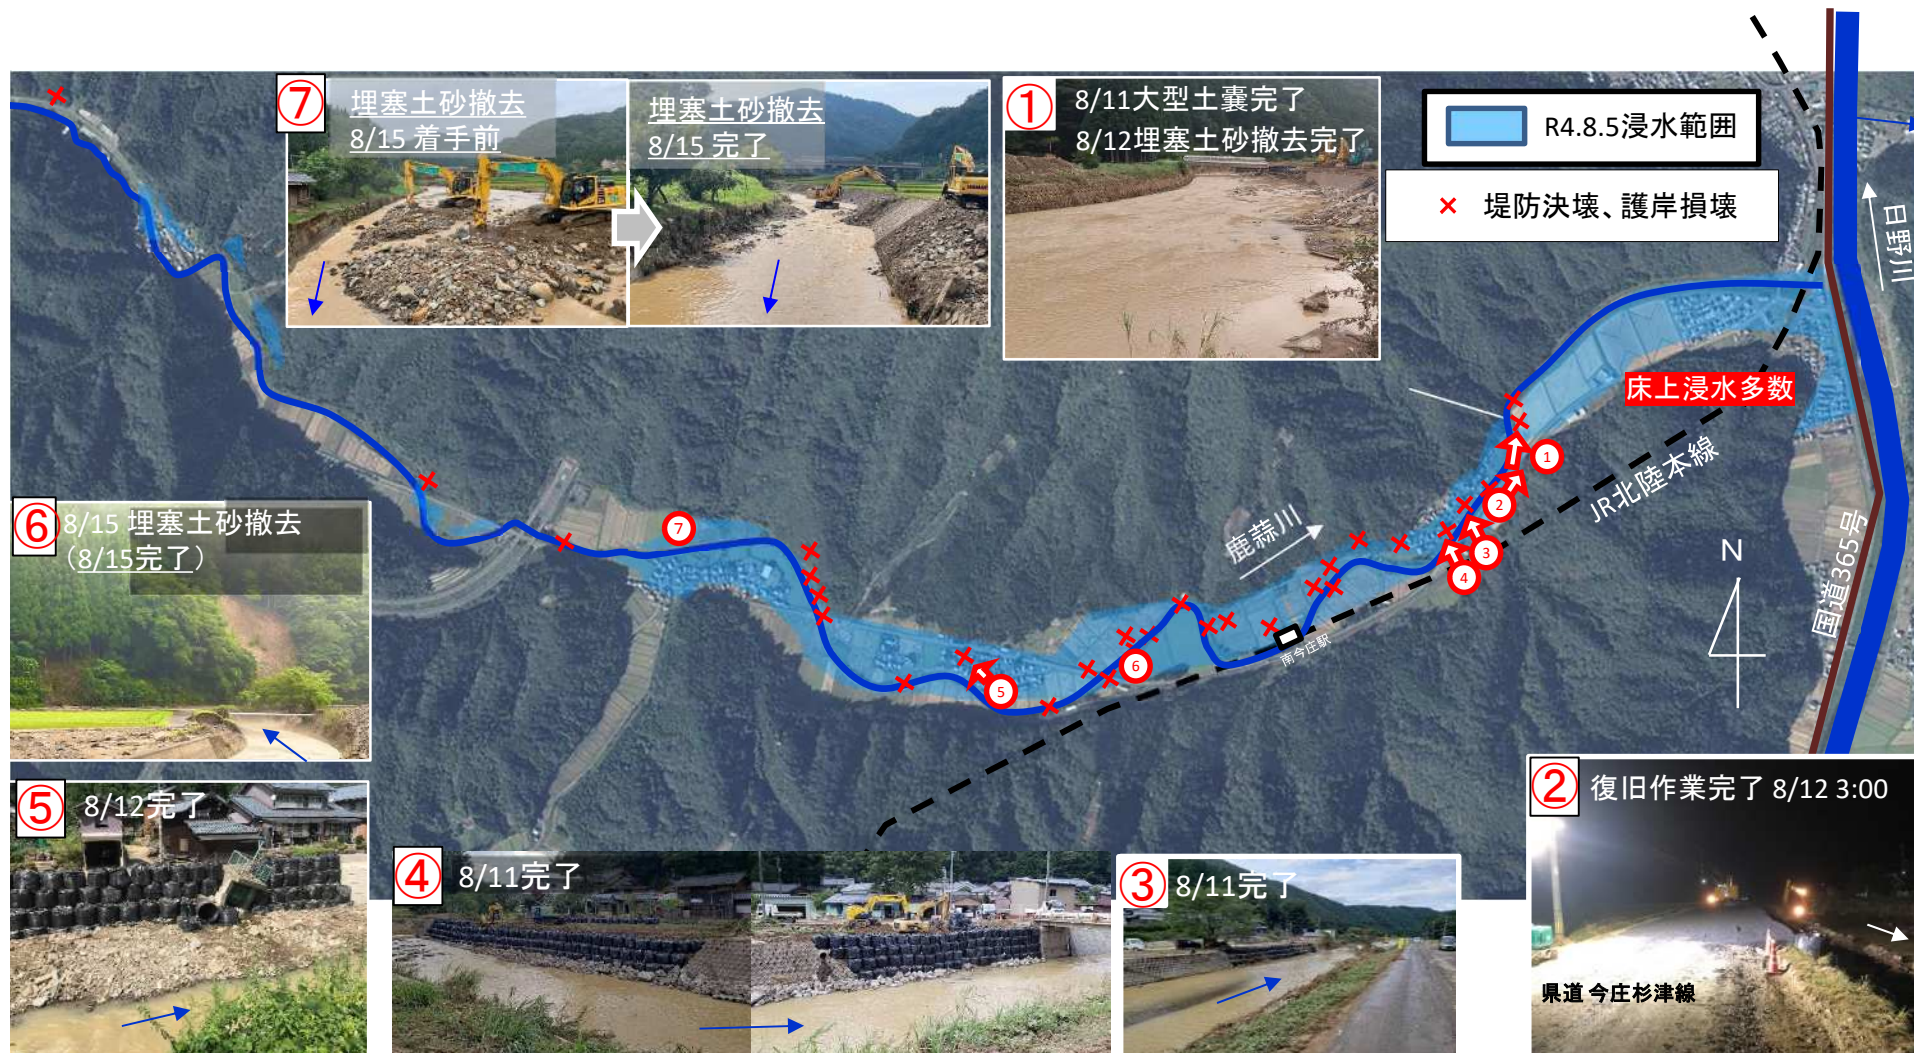 ⑦
埋塞土砂撤去
8/15 着手前
埋塞土砂撤去
8/15 完了
①
8/11大型土嚢完了
8/12埋塞土砂撤去完了
R4.8.5浸水範囲
× 堤防決壊、護岸損壊
日野川
床上浸水多数
JR北陸本線
国道365号
N
鹿蒜川
南今庄駅
1
2
3
4
5
6
7
⑥
8/15 埋塞土砂撤去
（8/15完了）
⑤
8/12完了
④
8/11完了
③
8/11完了
②
復旧作業完了 8/12 3:00
県道 今庄杉津線